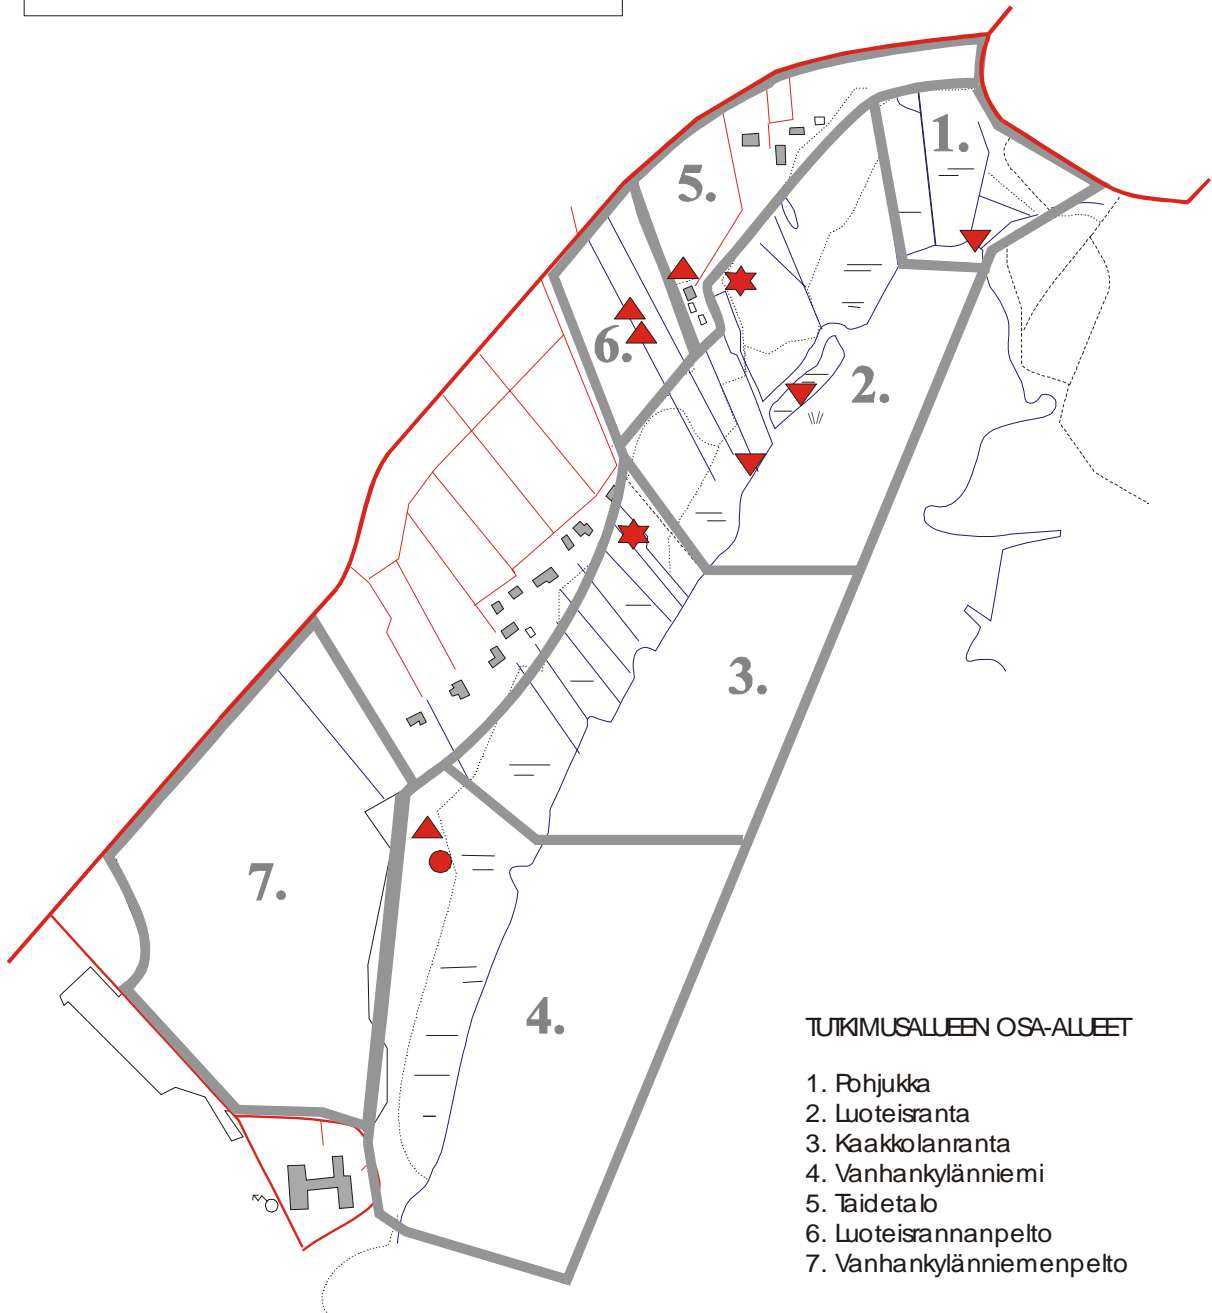 1.
5.
6.
2.
3.
7.
4.
TUTKIMUSALUEEN OSA-ALUEET
1. Pohjukka
2. Luoteisranta
3. Kaakkolanranta
4. Vanhankylänniemi
5. Taidetalo
6. Luoteisrannanpelto
7. Vanhankylänniemenpelto